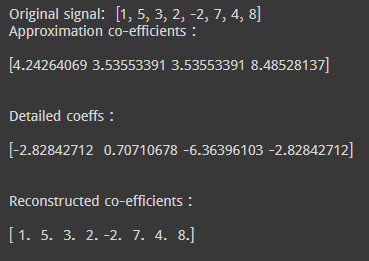 Original signal:  [1, 5, 3, 2, -2, 7, 4, 8]
Approximation co-efficients :
[4.24264069 3.53553391 3.53553391 8.48528137]
Detailed coeffs :
[-2.82842712  0.70710678 -6.36396103 -2.82842712]
Reconstructed co-efficients :
[ 1.  5.  3.  2. -2.  7.  4.  8.]